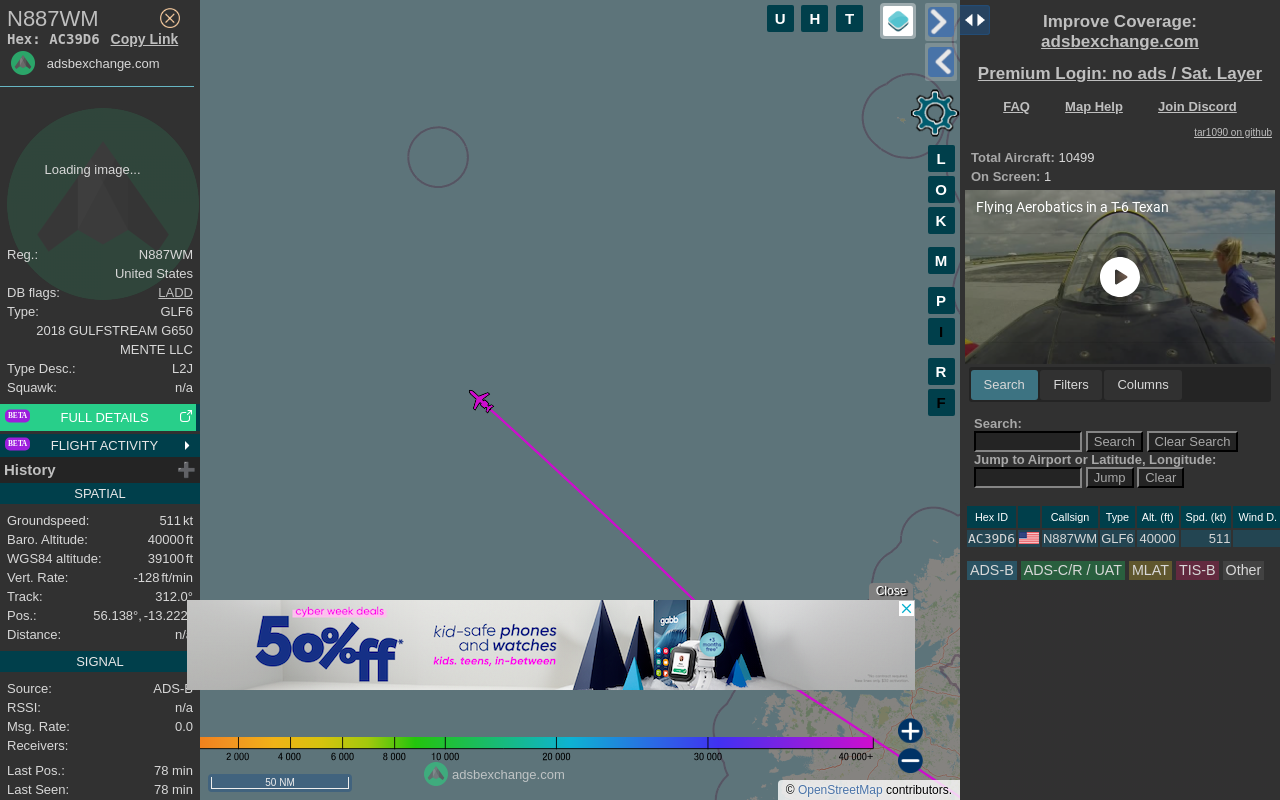 N887WM
Hex: AC39D6 Copy Link
adsbexchange.com
Loading image...
Reg.: N887WM
United States
DB flags: LADD
Type: GLF6
2018 GULFSTREAM G650
MENTE LLC
Type Desc.: L2J
Squawk: n/a
BETA FULL DETAILS
BETA FLIGHT ACTIVITY
History
SPATIAL
Groundspeed: 511 kt
Baro. Altitude: 40000 ft
WGS84 altitude: 39100 ft
Vert. Rate: -128 ft/min
Track: 312.0°
Pos.: 56.138°, -13.222
Distance: n/a
SIGNAL
Source: ADS-B
RSSI: n/a
Msg. Rate: 0.0
Receivers:
Last Pos.: 78 min
Last Seen: 78 min
U H T
L
O
K
M
P
I
R
F
Close
cyber week deals
50% off*
kid-safe phones
and watches
kids. teens, in-between
gabb
+3
months
free
2 000 4 000 6 000 8 000 10 000 20 000 30 000 40 000+
50 NM
adsbexchange.com
© OpenStreetMap contributors.
Improve Coverage:
adsbexchange.com
Premium Login: no ads / Sat. Layer
FAQ Map Help Join Discord
tar1090 on github
Total Aircraft: 10499
On Screen: 1
Flying Aerobatics in a T-6 Texan
Search Filters Columns
Search:
Search Clear Search
Jump to Airport or Latitude, Longitude:
Jump Clear
Hex ID Callsign Type Alt. (ft) Spd. (kt) Wind D.
AC39D6 N887WM GLF6 40000 511
ADS-B ADS-C/R / UAT MLAT TIS-B Other